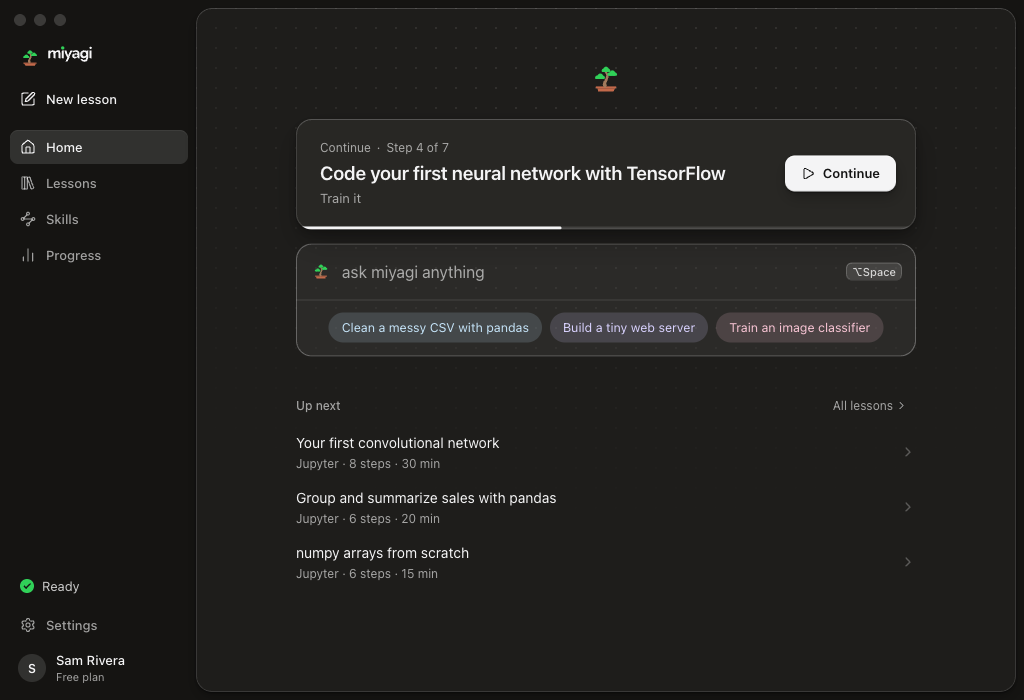 miyagi
New lesson
Home
Lessons
Skills
Progress
Ready
Settings
S
Sam Rivera
Free plan
Continue · Step 4 of 7
Code your first neural network with TensorFlow
Train it
Continue
ask miyagi anything
⌥Space
Clean a messy CSV with pandas
Build a tiny web server
Train an image classifier
Up next
All lessons
Your first convolutional network
Jupyter · 8 steps · 30 min
Group and summarize sales with pandas
Jupyter · 6 steps · 20 min
numpy arrays from scratch
Jupyter · 6 steps · 15 min